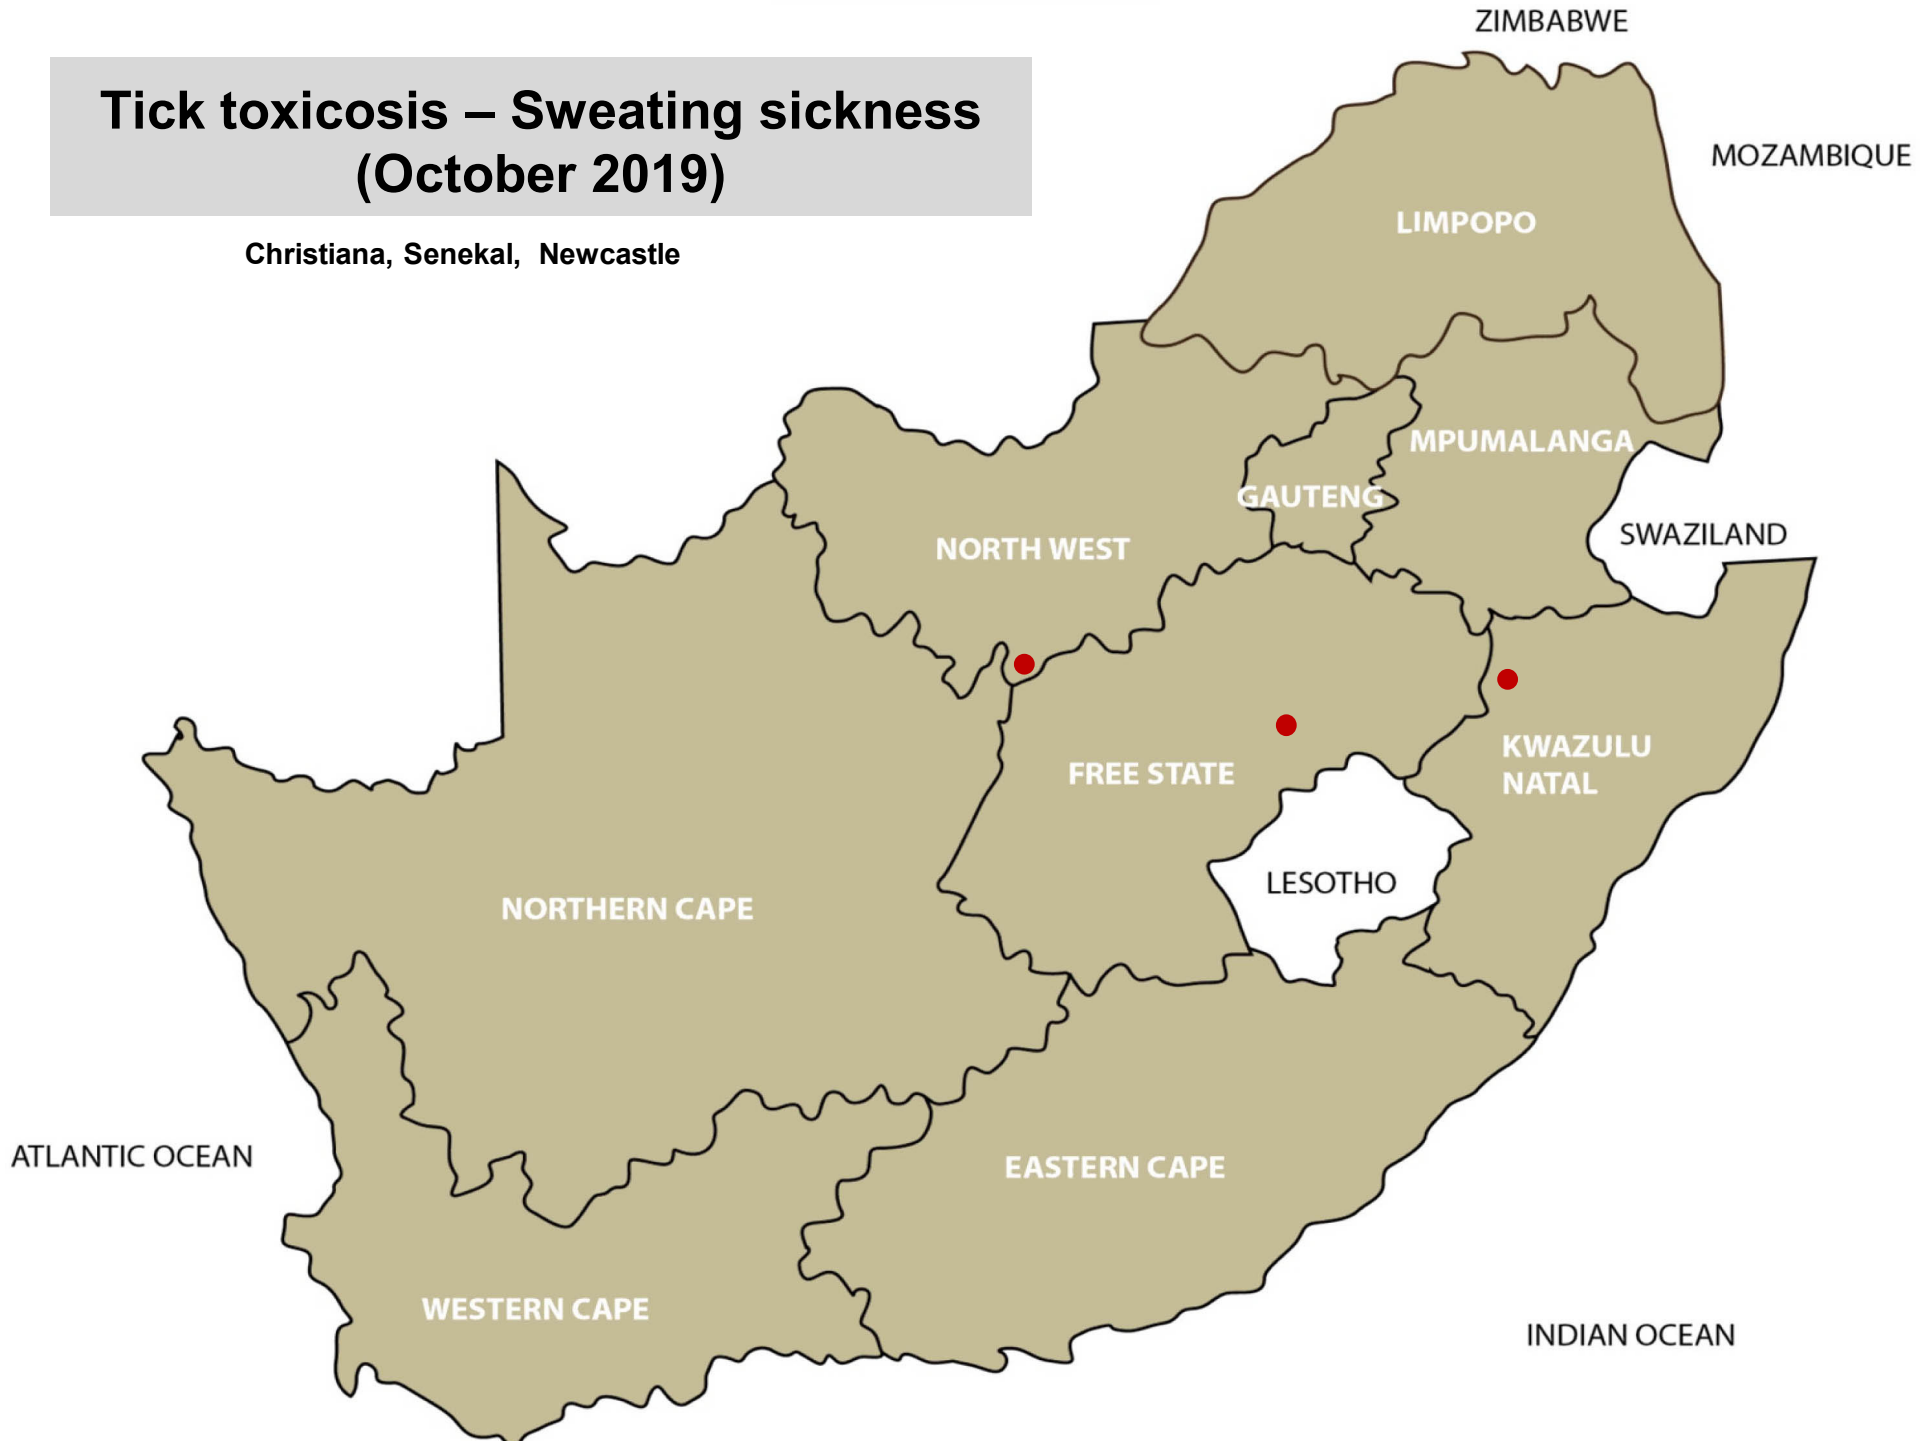 ZIMBABWE
Tick toxicosis – Sweating sickness
(October 2019)
MOZAMBIQUE
LIMPOPO
Christiana, Senekal, Newcastle
MPUMALANGA
GAUTENG
SWAZILAND
NORTH WEST
KWAZULU
NATAL
FREE STATE
LESOTHO
NORTHERN CAPE
ATLANTIC OCEAN
EASTERN CAPE
WESTERN CAPE
INDIAN OCEAN